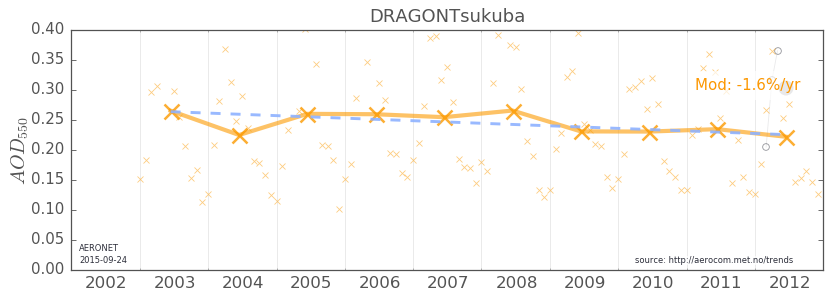 DRAGONTsukuba
0.40
0.35
0.30
0.25
0.20
0.15
0.10
0.05
0.00
AOD550
Mod: -1.6%/yr
AERONET
2015-09-24
source: http://aerocom.met.no/trends
2002 2003 2004 2005 2006 2007 2008 2009 2010 2011 2012